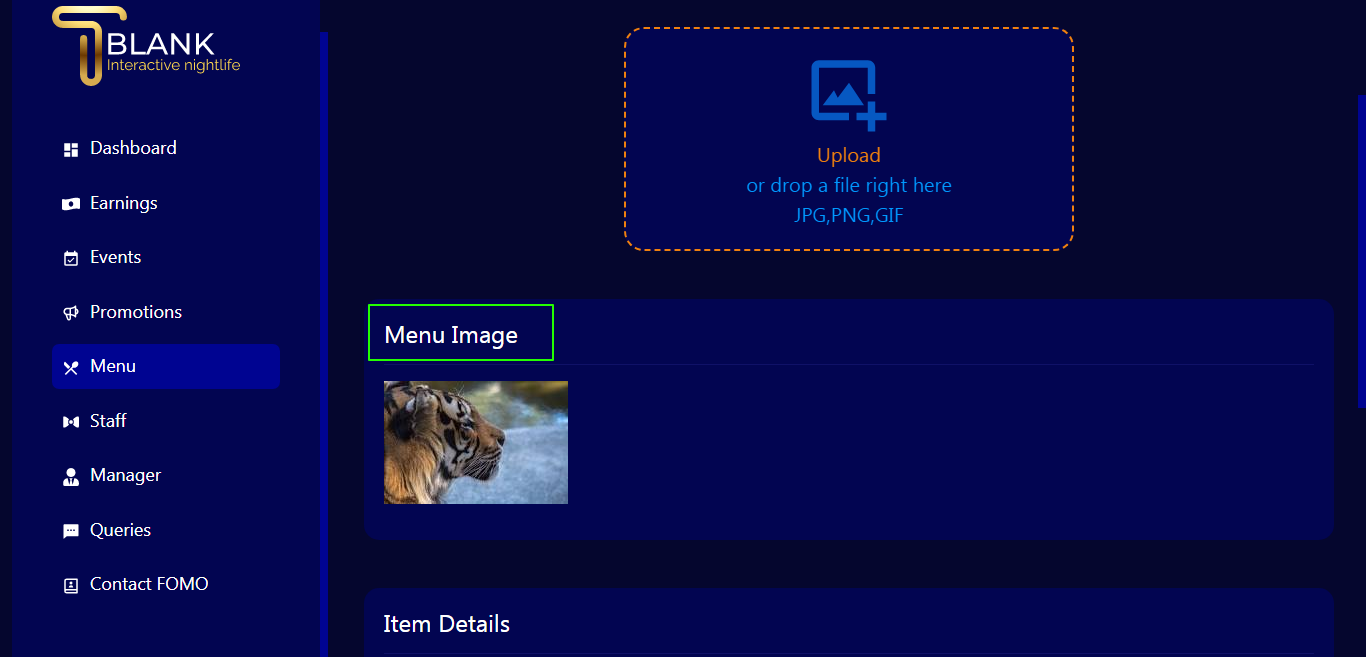 BLANK
Interactive nightlife
Dashboard
Earnings
Events
Promotions
Menu
Staff
Manager
Queries
Contact FOMO
Upload
or drop a file right here
JPG,PNG,GIF
Menu Image
Item Details